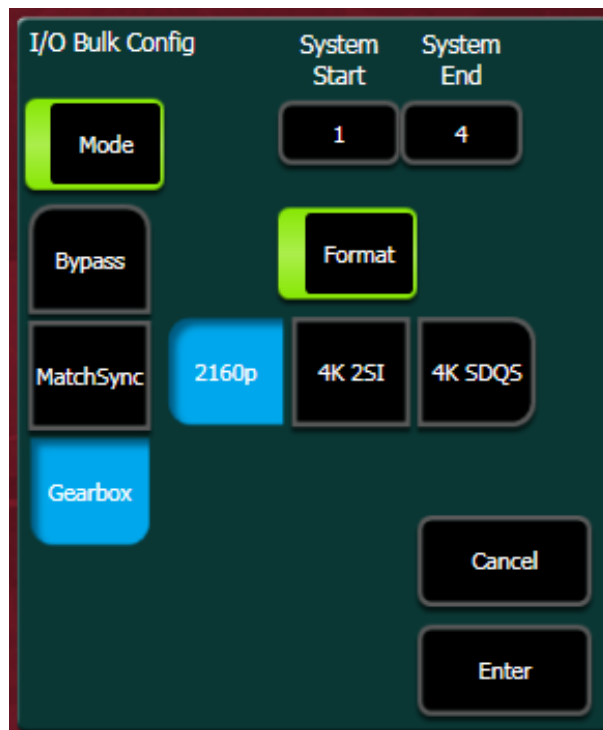 I/O Bulk Config
System Start
System End
Mode
1
4
Bypass
Format
MatchSync
2160p
4K 2SI
4K SDQS
Gearbox
Cancel
Enter